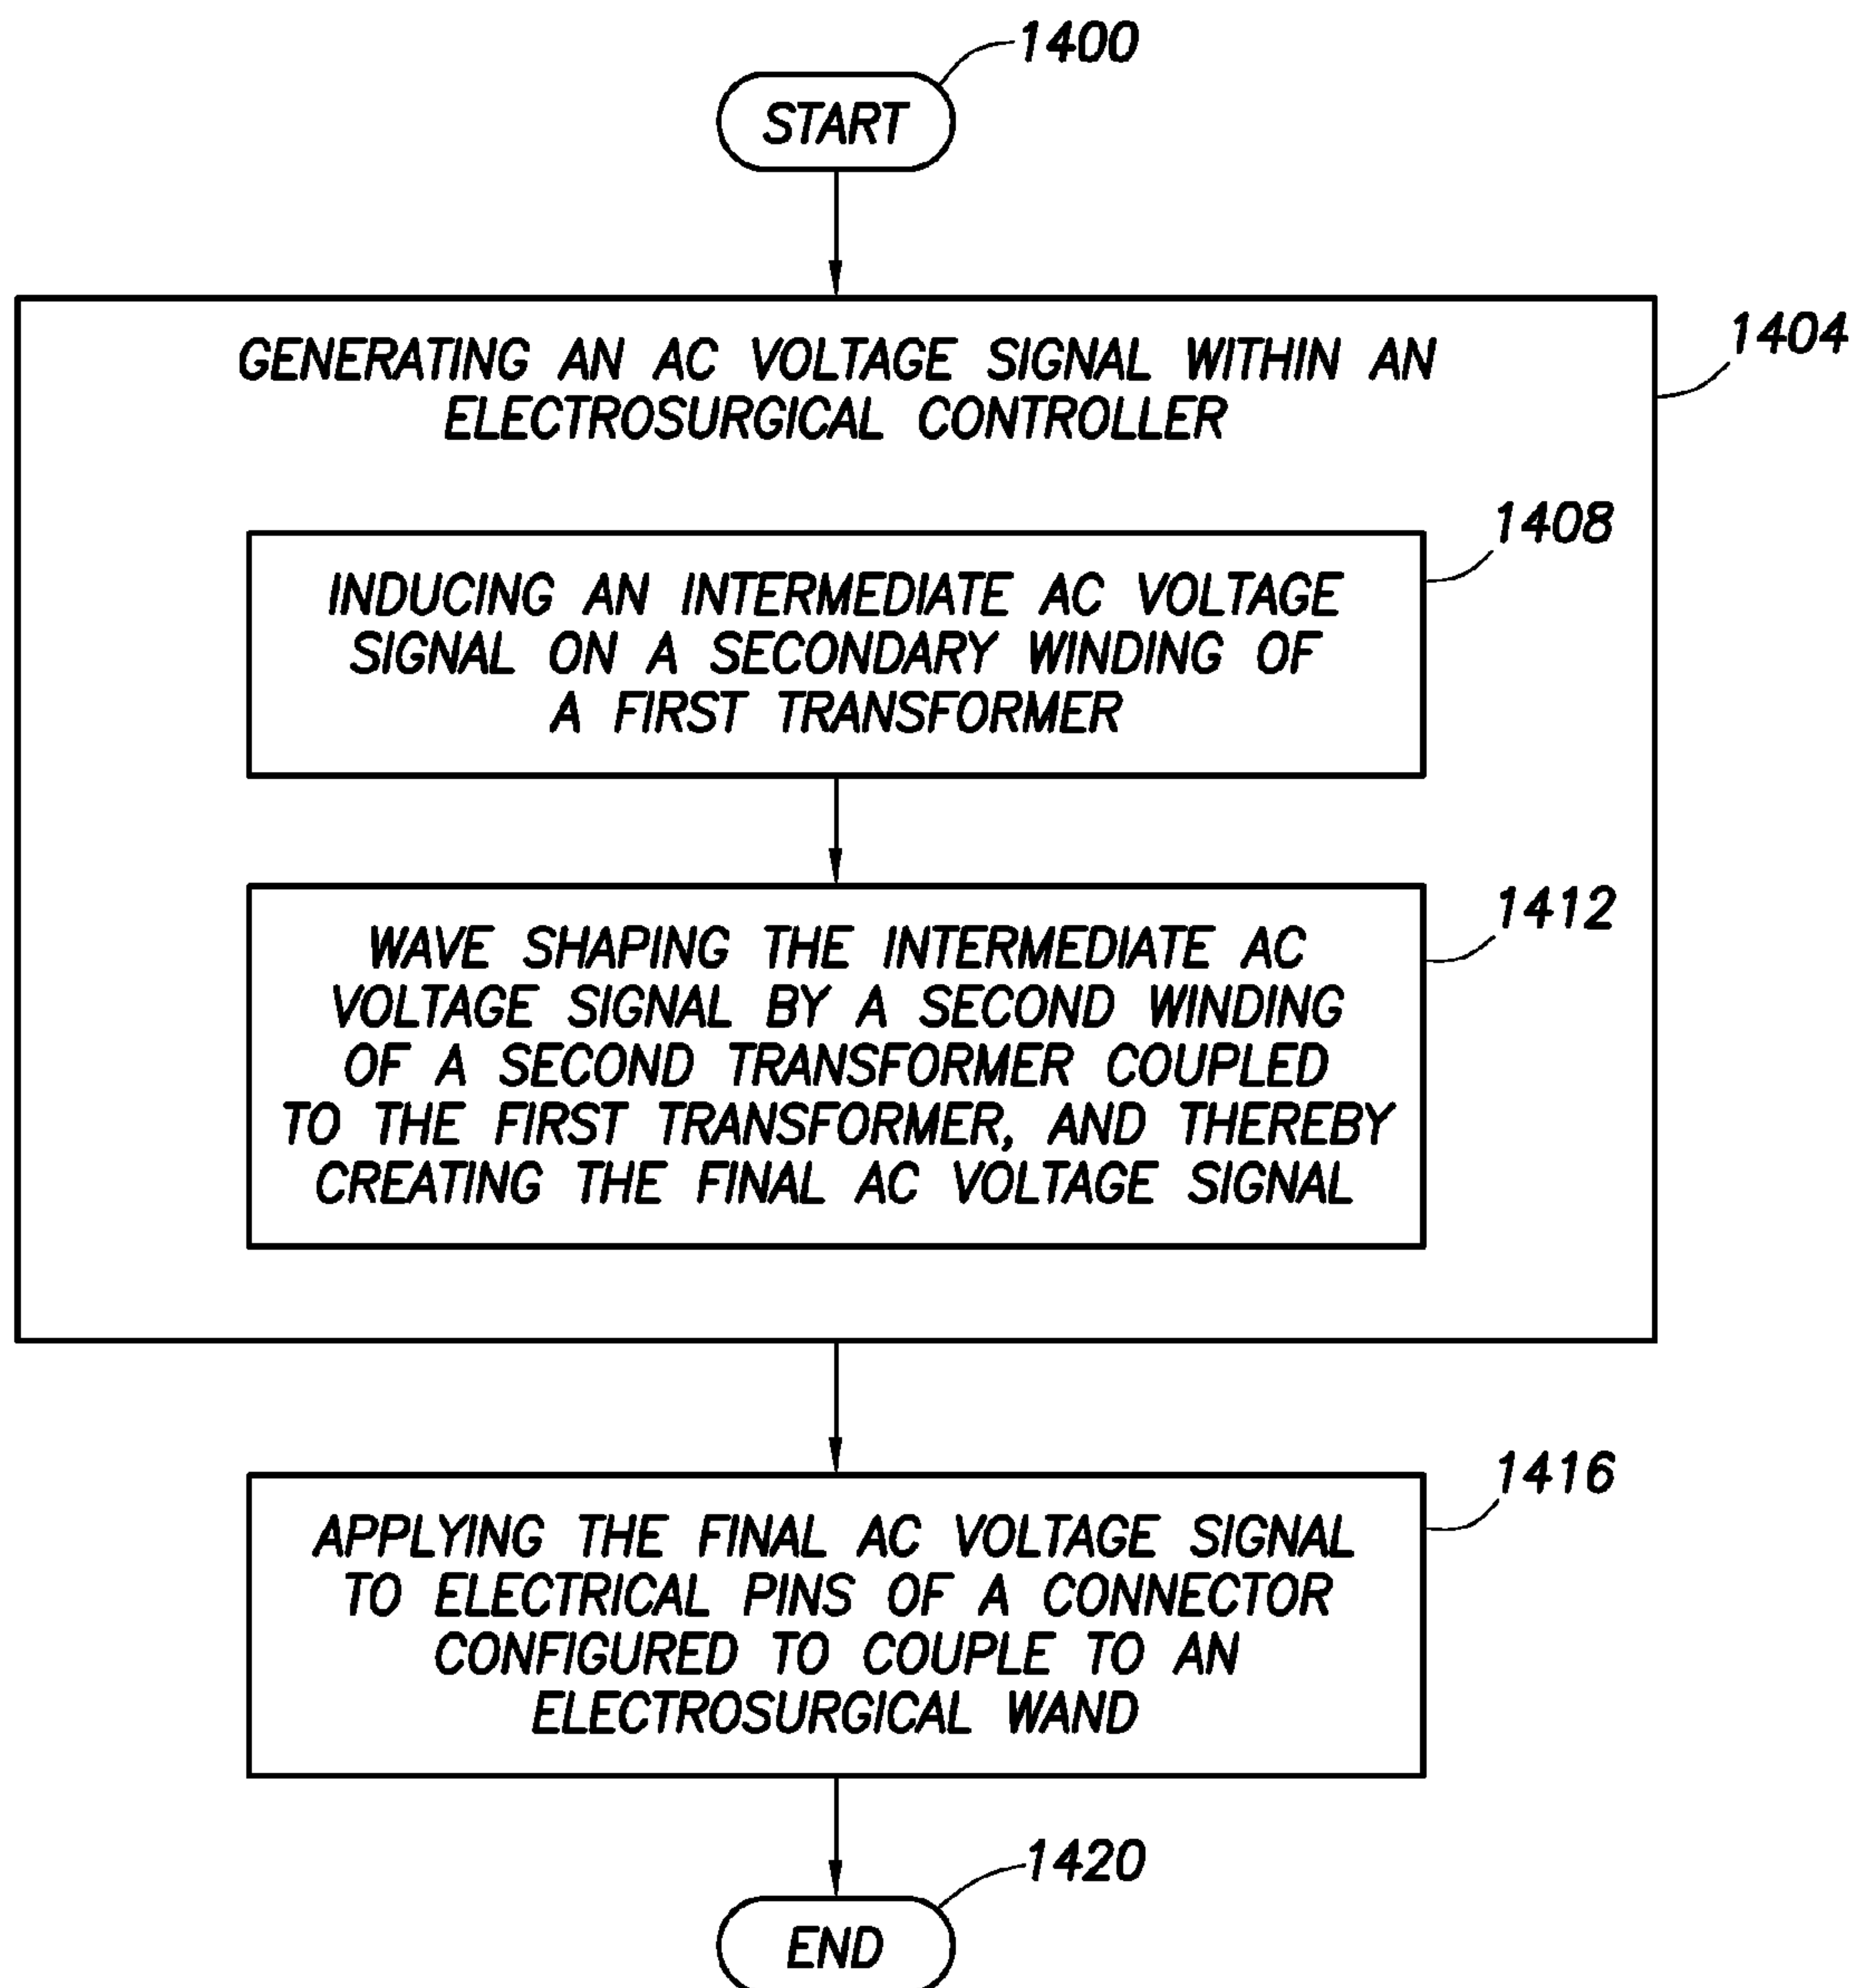 1400
START
1404
GENERATING AN AC VOLTAGE SIGNAL WITHIN AN
ELECTROSURGICAL CONTROLLER
1408
INDUCING AN INTERMEDIATE AC VOLTAGE
SIGNAL ON A SECONDARY WINDING OF
A FIRST TRANSFORMER
1412
WAVE SHAPING THE INTERMEDIATE AC
VOLTAGE SIGNAL BY A SECOND WINDING
OF A SECOND TRANSFORMER COUPLED
TO THE FIRST TRANSFORMER, AND THEREBY
CREATING THE FINAL AC VOLTAGE SIGNAL
1416
APPLYING THE FINAL AC VOLTAGE SIGNAL
TO ELECTRICAL PINS OF A CONNECTOR
CONFIGURED TO COUPLE TO AN
ELECTROSURGICAL WAND
1420
END